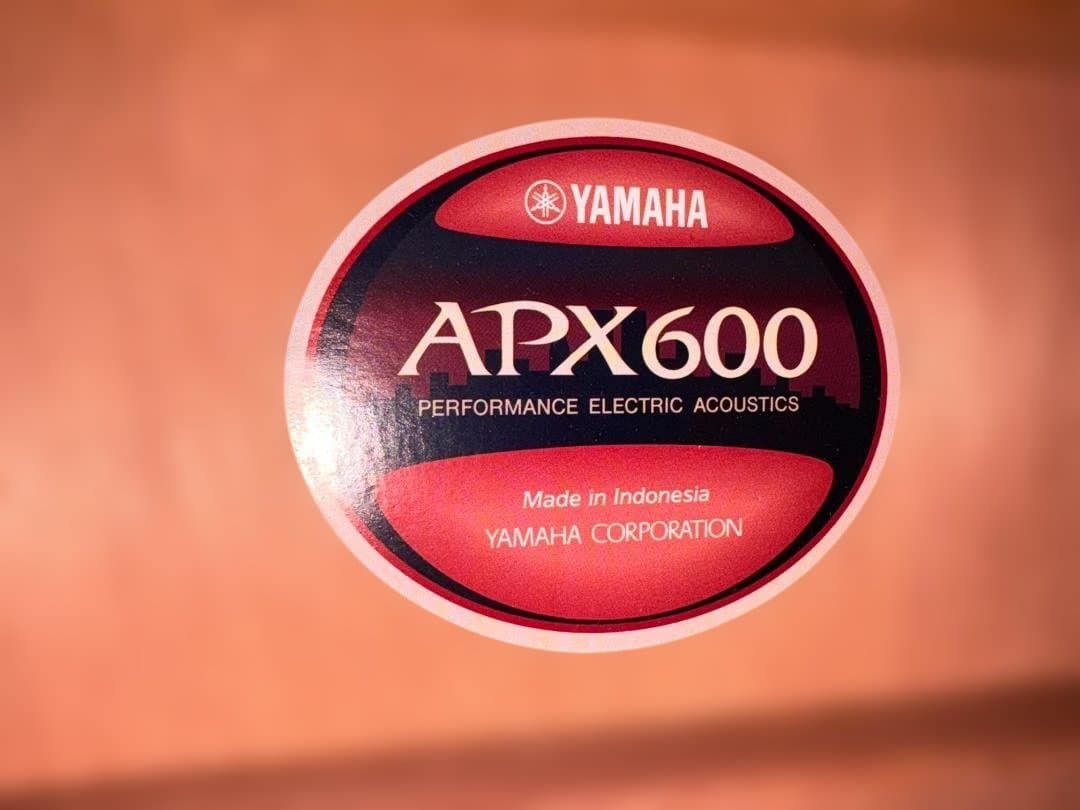 YAMAHA
APX600
PERFORMANCE ELECTRIC ACOUSTICS
Made in Indonesia
YAMAHA CORPORATION